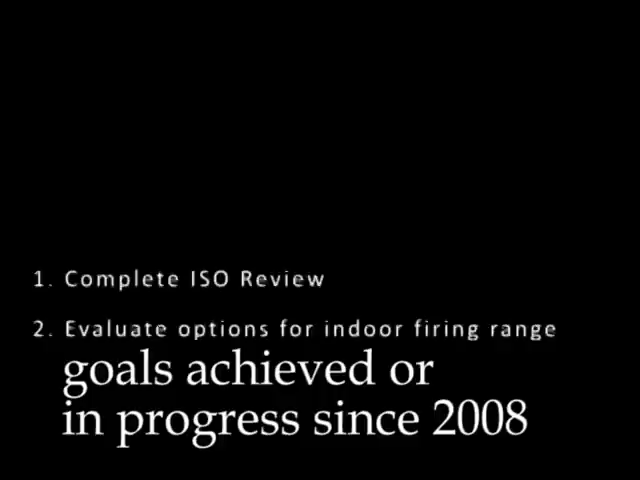 1. Complete ISO Review
2. Evaluate options for indoor firing range
goals achieved or
in progress since 2008